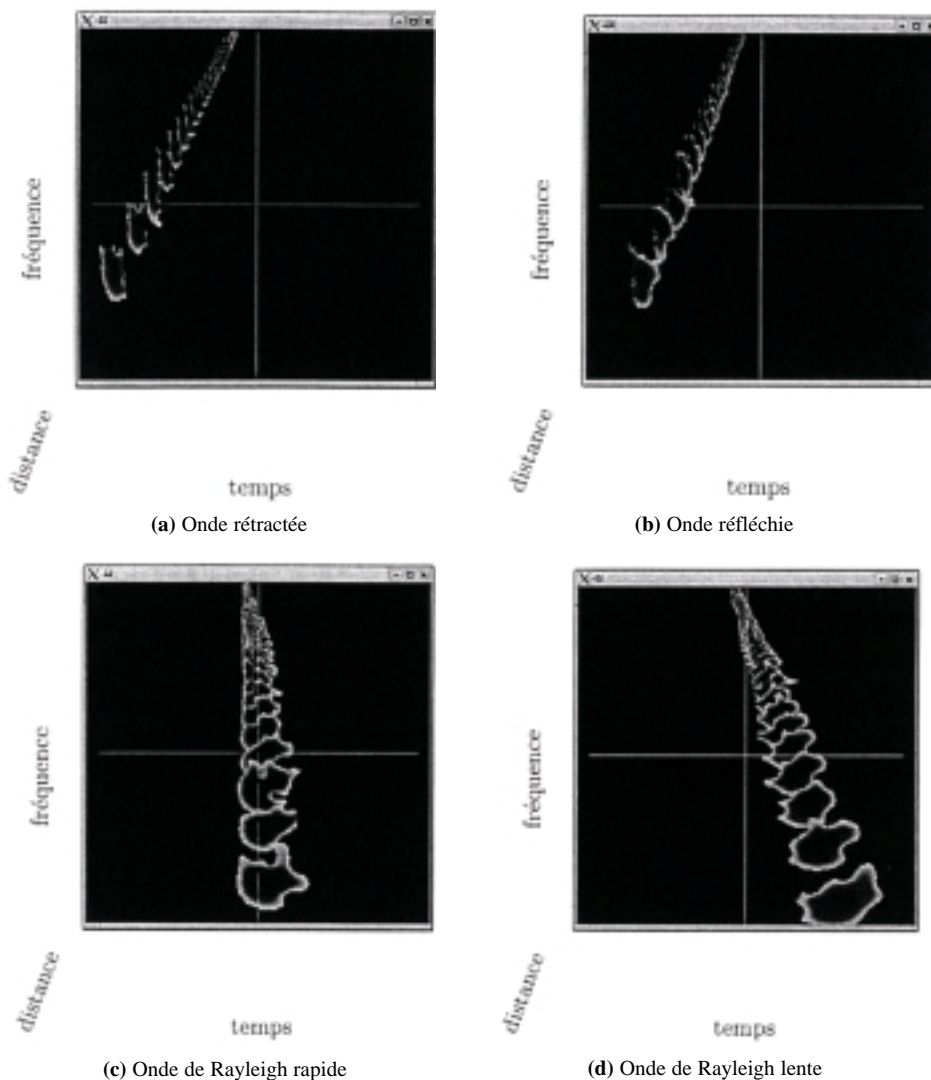 fréquence
distance
temps
(a) Onde rétractée
fréquence
distance
temps
(b) Onde réfléchie
fréquence
distance
temps
(c) Onde de Rayleigh rapide
fréquence
distance
temps
(d) Onde de Rayleigh lente